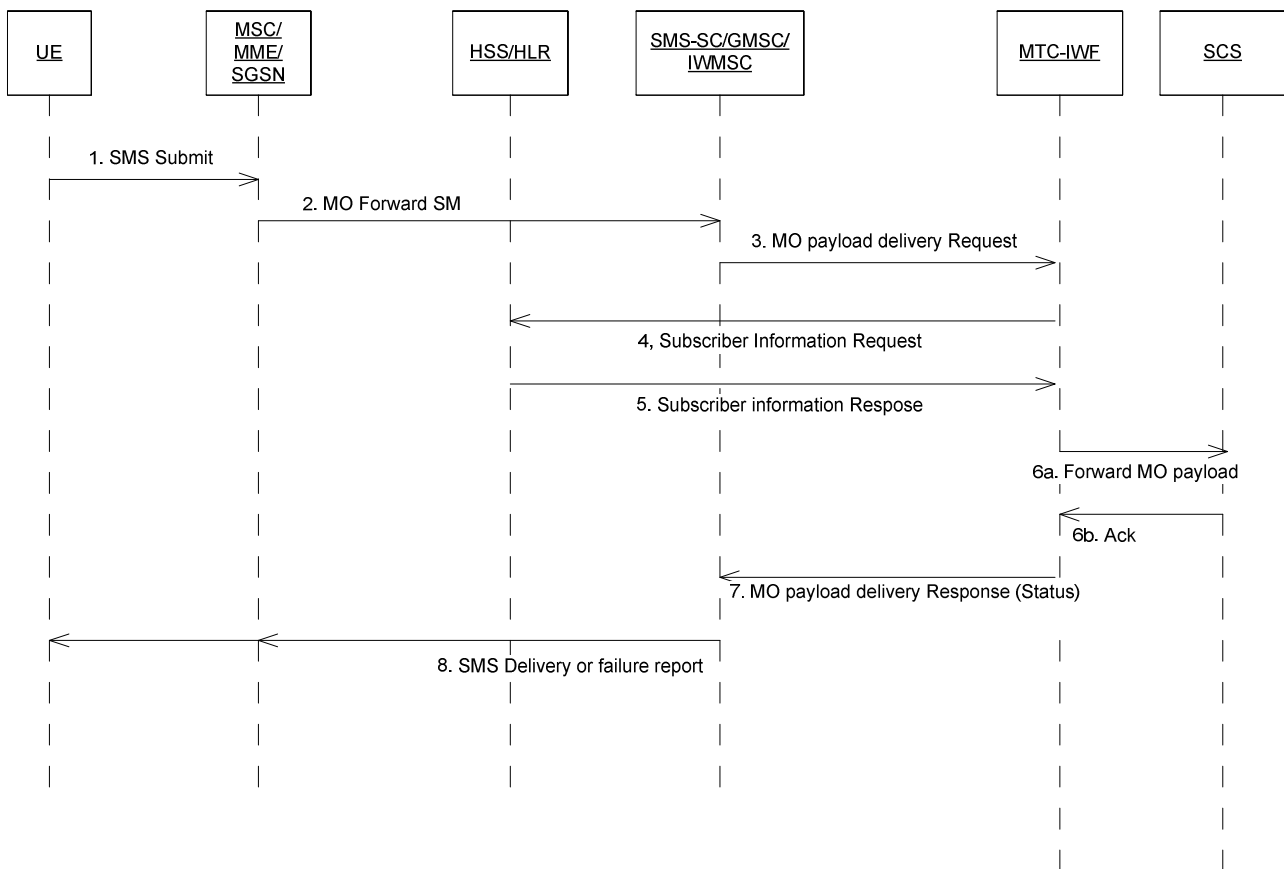 UE
MSC/
MME/
SGSN
HSS/HLR
SMS-SC/GMSC/
IWMSC
MTC-IWF
SCS
1. SMS Submit
2. MO Forward SM
3. MO payload delivery Request
4, Subscriber Information Request
5. Subscriber information Respose
6a. Forward MO payload
6b. Ack
7. MO payload delivery Response (Status)
8. SMS Delivery or failure report